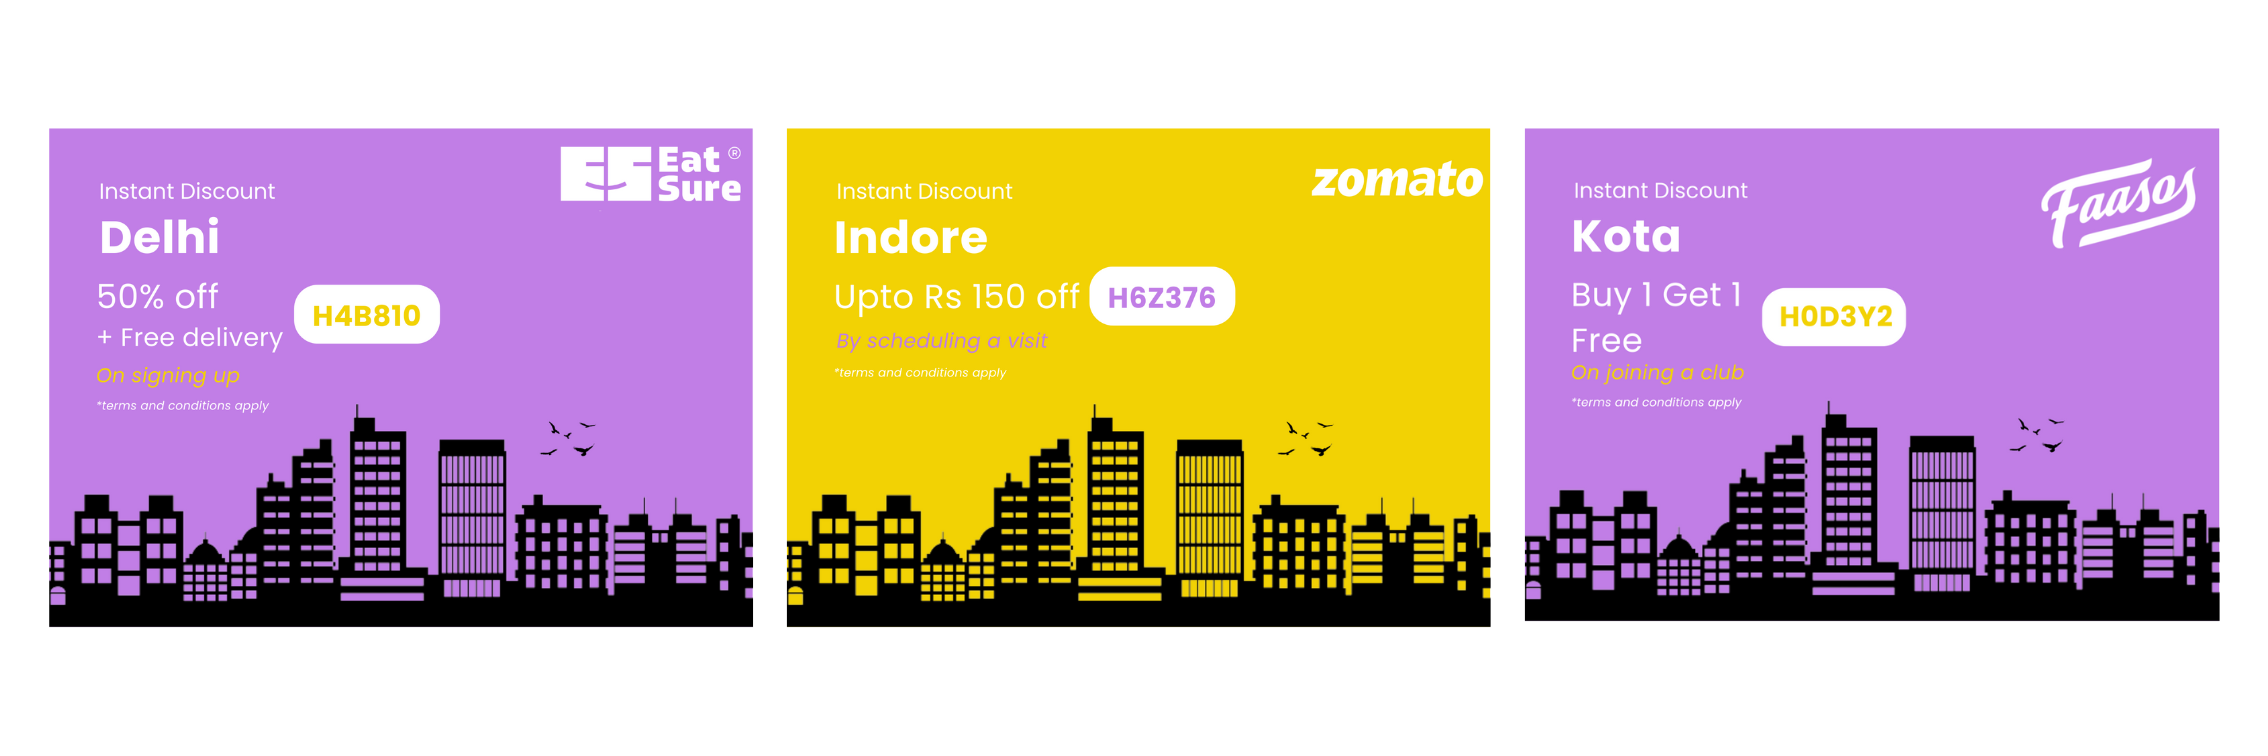 Eat ®
Sure
Instant Discount
Delhi
50% off
+ Free delivery
H4B810
On signing up
*terms and conditions apply
zomato
Instant Discount
Indore
Upto Rs 150 off
H6Z376
By scheduling a visit
*terms and conditions apply
Faasos
Instant Discount
Kota
Buy 1 Get 1
Free
H0D3Y2
On joining a club
*terms and conditions apply